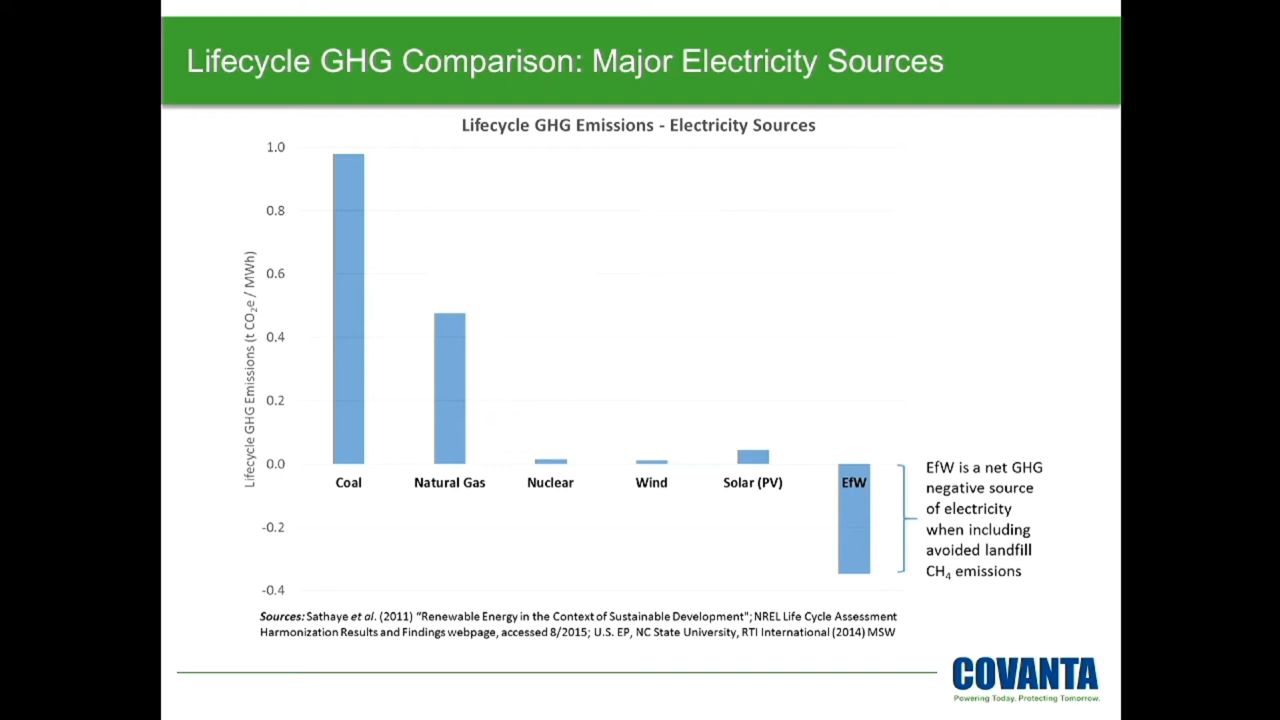 Lifecycle GHG Comparison: Major Electricity Sources
Lifecycle GHG Emissions - Electricity Sources
Lifecycle GHG Emissions (t CO₂e / MWh)
1.0
0.8
0.6
0.4
0.2
0.0
-0.2
-0.4
Coal
Natural Gas
Nuclear
Wind
Solar (PV)
EfW
EfW is a net GHG
negative source
of electricity
when including
avoided landfill
CH₄ emissions
Sources: Sathaye et al. (2011) "Renewable Energy in the Context of Sustainable Development"; NREL Life Cycle Assessment
Harmonization Results and Findings webpage, accessed 8/2015; U.S. EP, NC State University, RTI International (2014) MSW
COVANTA
Powering Today. Protecting Tomorrow.